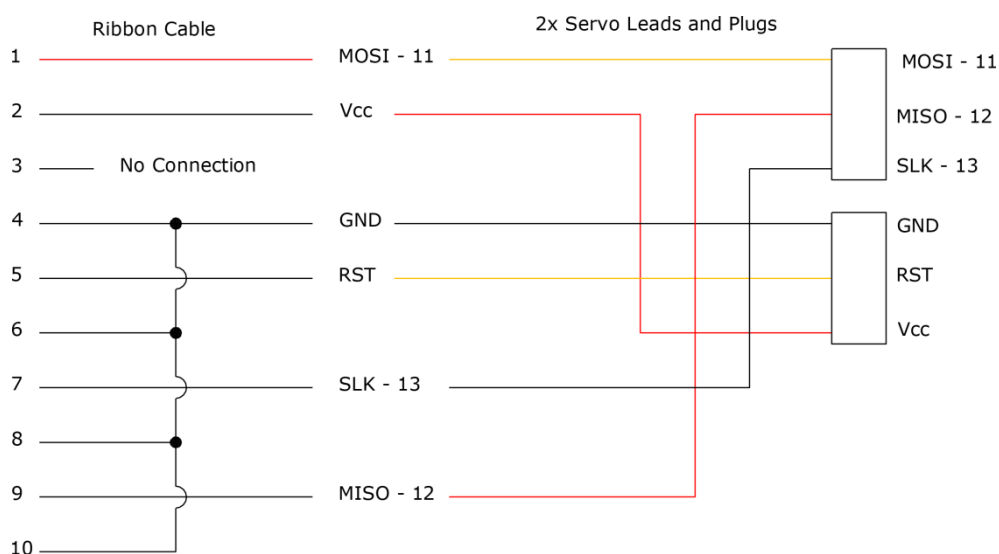 Ribbon Cable
2x Servo Leads and Plugs
1
MOSI - 11
MOSI - 11
2
Vcc
MISO - 12
3
No Connection
SLK - 13
4
GND
GND
5
RST
RST
6
Vcc
7
SLK - 13
8
9
MISO - 12
10